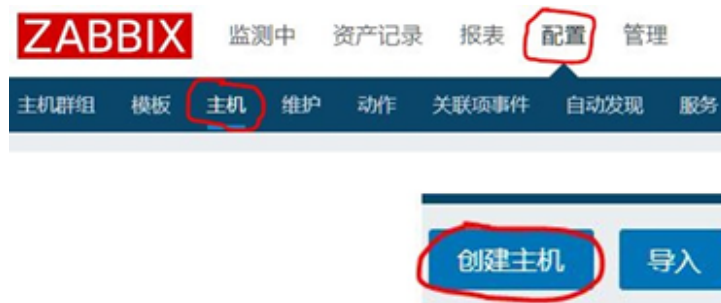 ZABBIX 监测中 资产记录 报表 配置 管理
主机群组 模板 主机 维护 动作 关联项事件 自动发现 服务
创建主机 导入